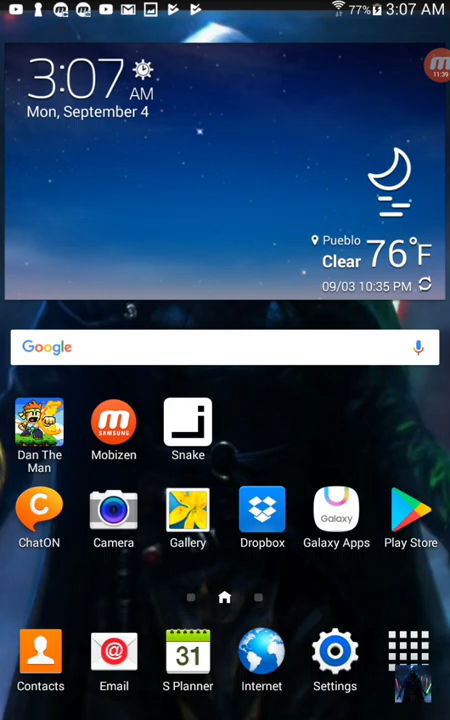 77% 3:07 AM
3:07 AM
Mon, September 4
11:39
Pueblo
Clear 76°F
09/03 10:35 PM
Google
SAMSUNG
Galaxy
Dan The Man
Mobizen
Snake
ChatON
Camera
Gallery
Dropbox
Galaxy Apps
Play Store
31
Contacts
Email
S Planner
Internet
Settings